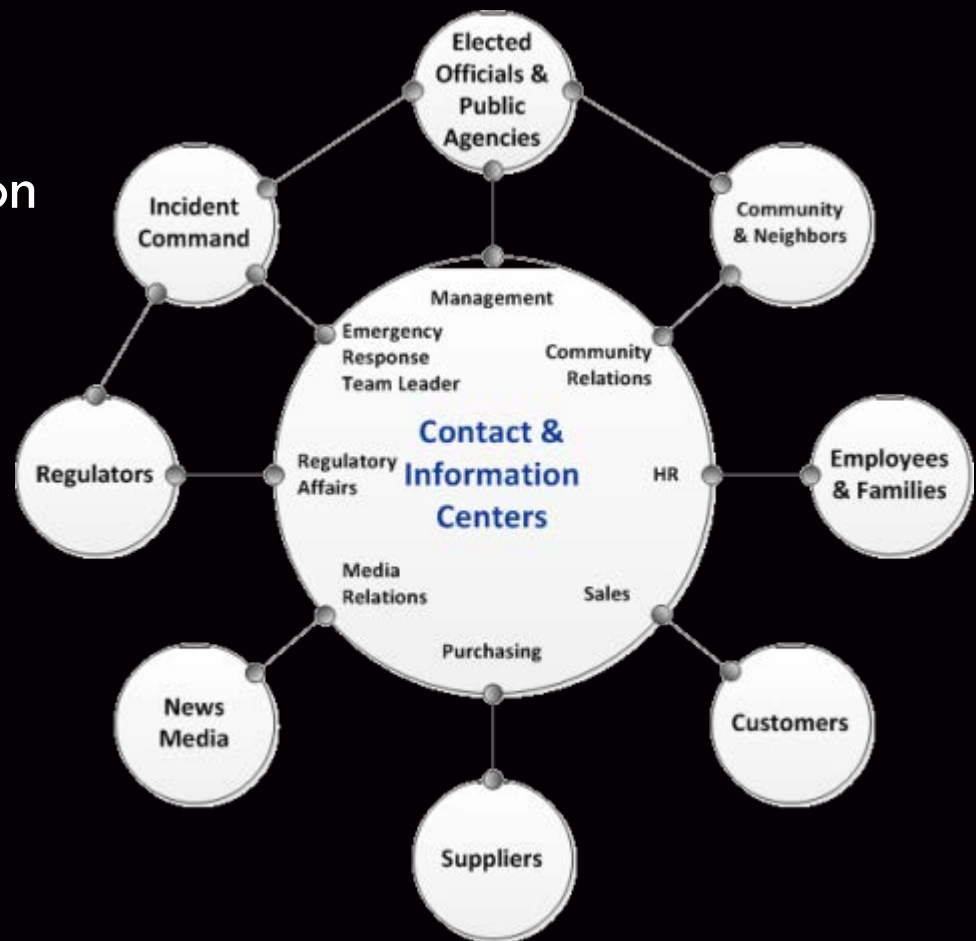 Elected
Officials &
Public
Agencies
Incident
Command
Community
& Neighbors
Management
Emergency
Response
Team Leader
Community
Relations
Contact &
Information
Centers
Regulators
Regulatory
Affairs
HR
Employees
& Families
Media
Relations
Sales
Purchasing
News
Media
Customers
Suppliers